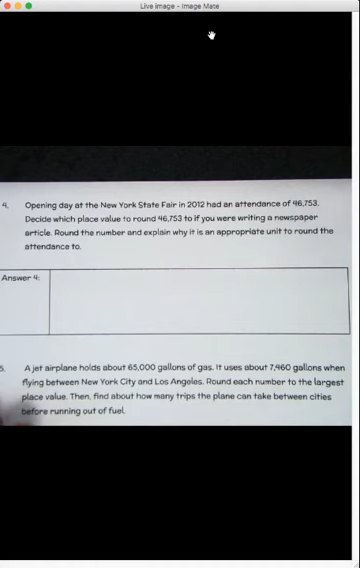 Live image - Image Mate
4. Opening day at the New York State Fair in 2012 had an attendance of 46,753.
Decide which place value to round 46,753 to if you were writing a newspaper
article. Round the number and explain why it is an appropriate unit to round the
attendance to.
Answer 4:
5. A jet airplane holds about 65,000 gallons of gas. It uses about 7,460 gallons when
flying between New York City and Los Angeles. Round each number to the largest
place value. Then, find about how many trips the plane can take between cities
before running out of fuel.